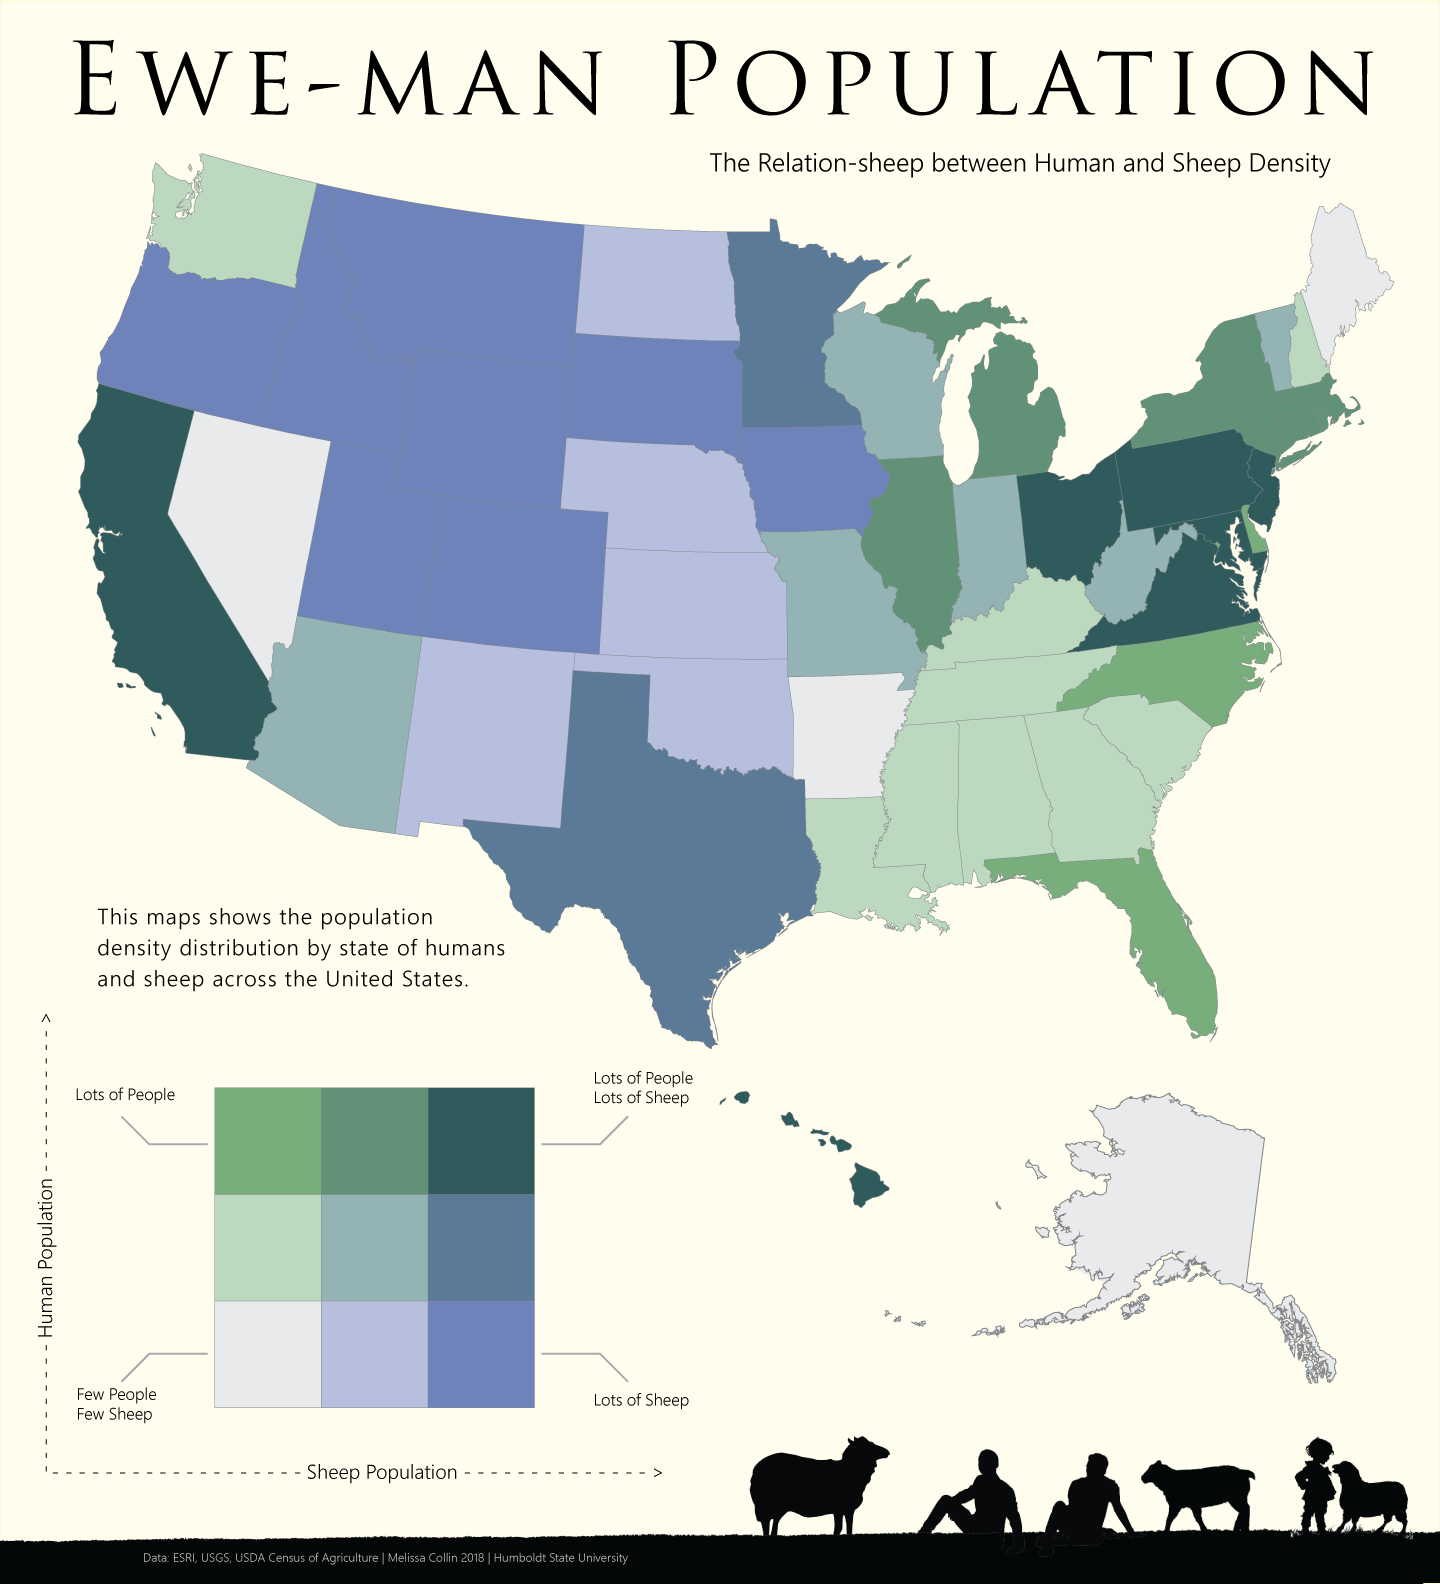 EWE-MAN POPULATION
The Relation-sheep between Human and Sheep Density
This maps shows the population
density distribution by state of humans
and sheep across the United States.
Lots of People
Lots of People
Lots of Sheep
Human Population
Few People
Few Sheep
Lots of Sheep
Sheep Population
Data: ESRI, USGS, USDA Census of Agriculture | Melissa Collin 2018 | Humboldt State University